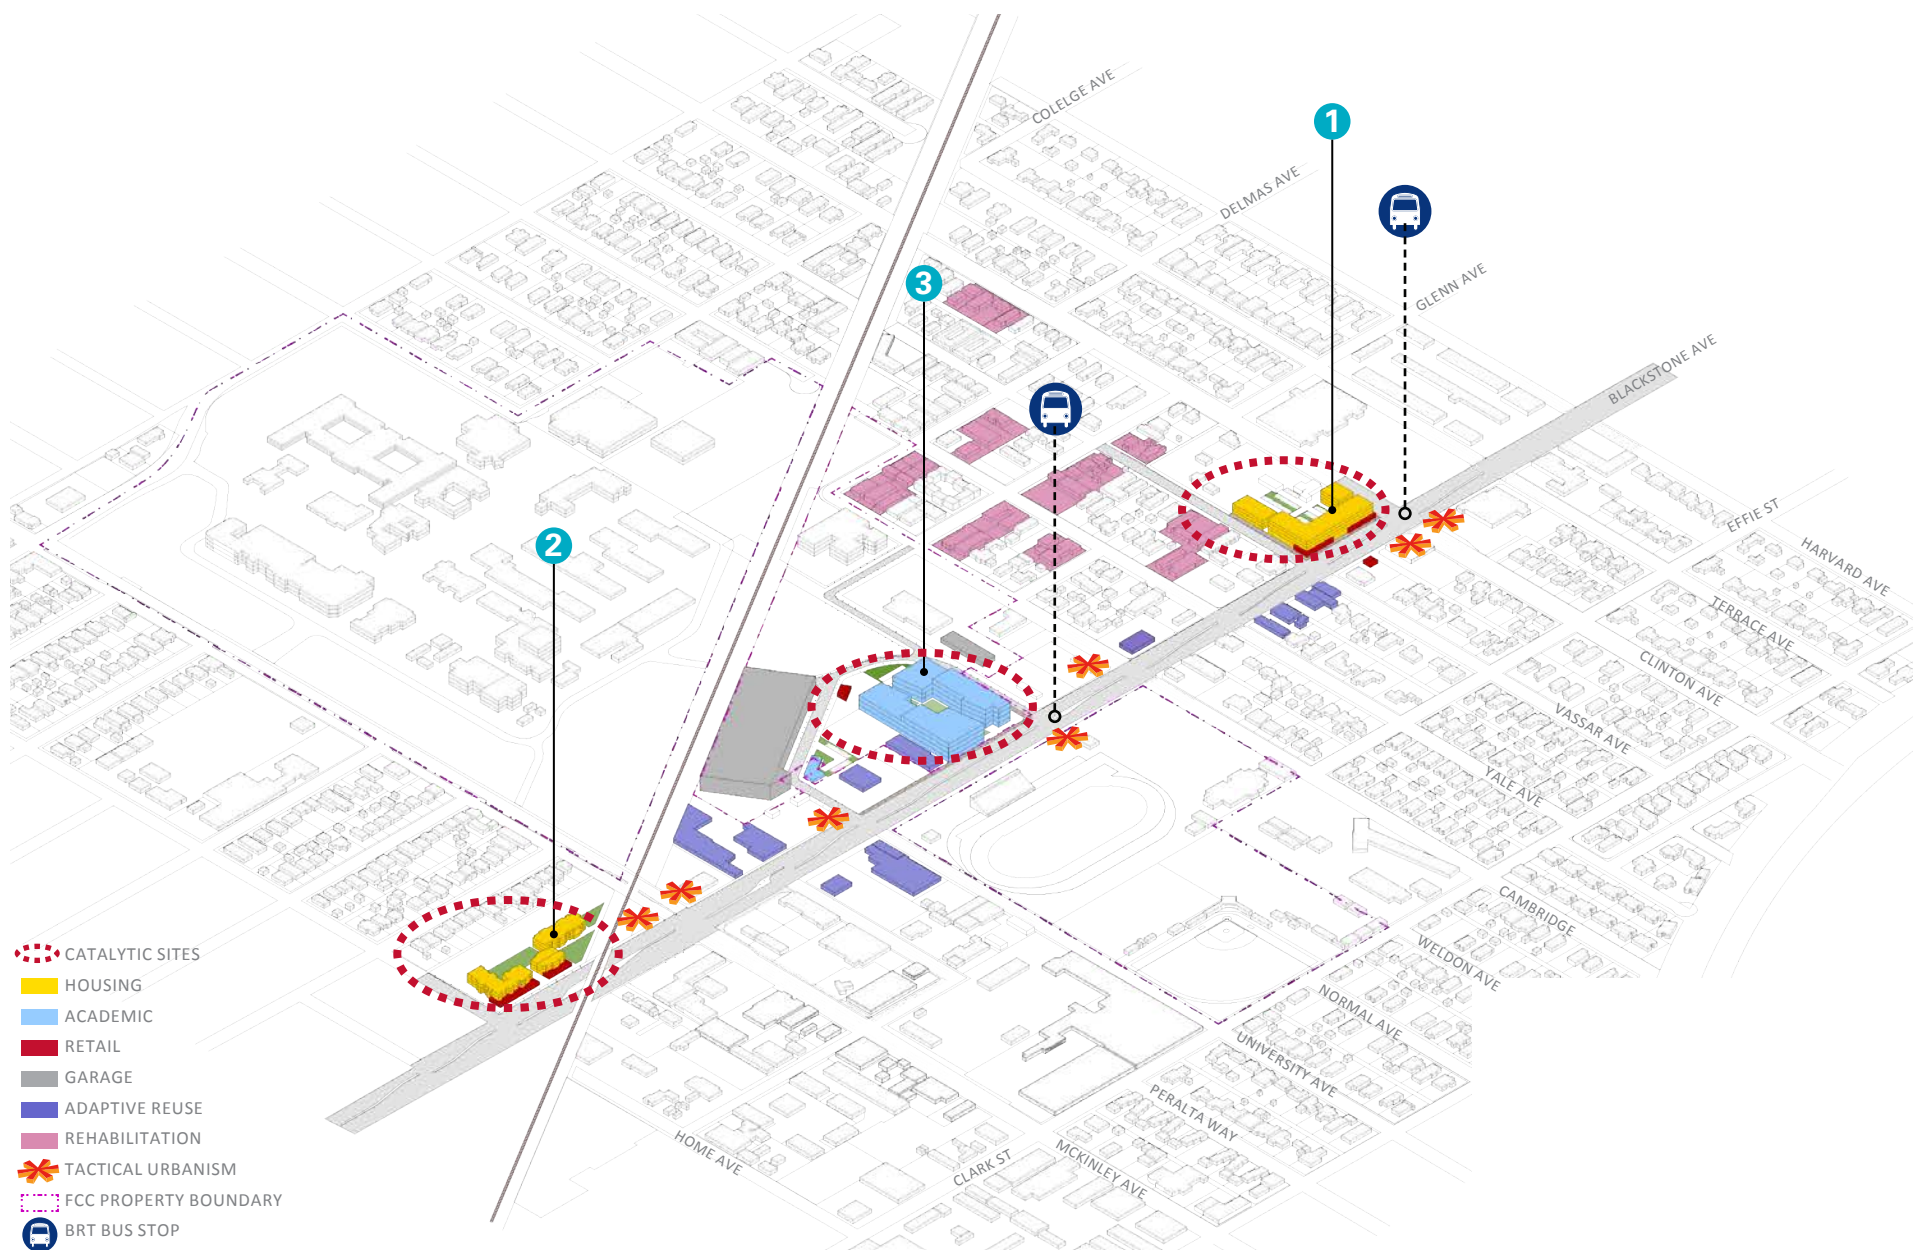 COLELGE AVE
1
DELMAS AVE
GLENN AVE
3
BLACKSTONE AVE
2
EFFIE ST
HARVARD AVE
TERRACE AVE
CLINTON AVE
VASSAR AVE
YALE AVE
CAMBRIDGE
WELDON AVE
NORMAL AVE
UNIVERSITY AVE
PERALTA WAY
MCKINLEY AVE
CLARK ST
HOME AVE
CATALYTIC SITES
HOUSING
ACADEMIC
RETAIL
GARAGE
ADAPTIVE REUSE
REHABILITATION
TACTICAL URBANISM
FCC PROPERTY BOUNDARY
BRT BUS STOP